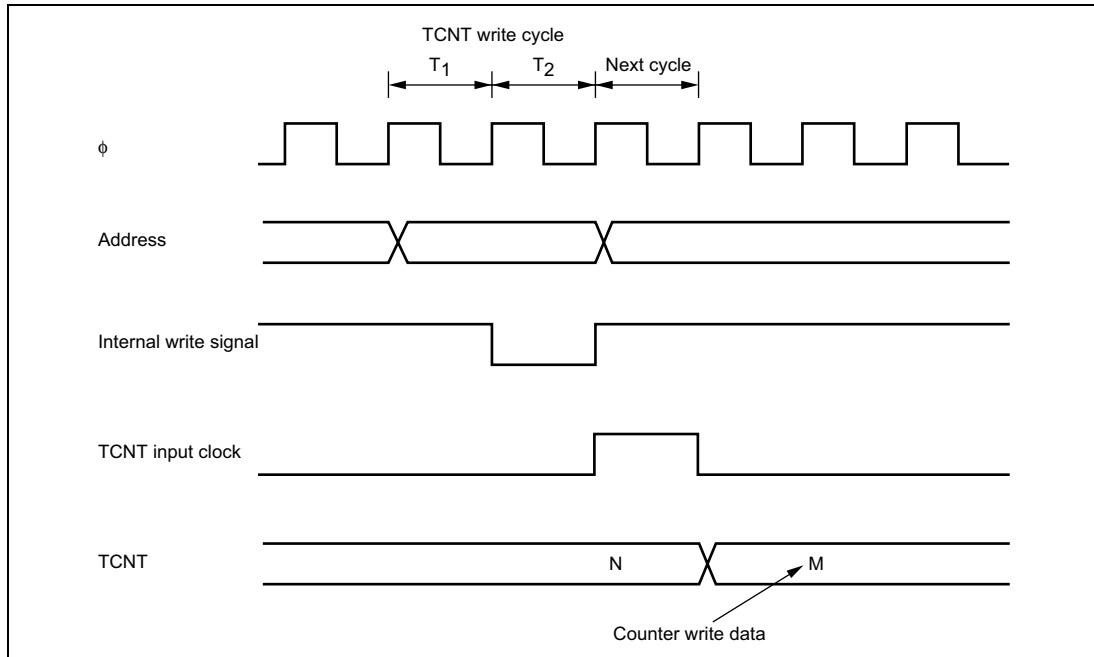 TCNT write cycle
T1 T2 Next cycle
ϕ
Address
Internal write signal
TCNT input clock
TCNT N M
Counter write data